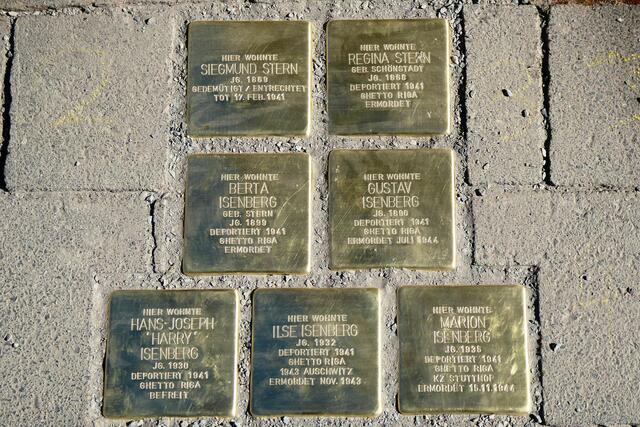 HIER WOHNTE
SIEGMUND STERN
JG. 1869
GEDEMÜTIGT / ENTRECHTET
TOT 17. FEB. 1941
HIER WOHNTE
REGINA STERN
GEB. SCHÖNSTADT
JG. 1868
DEPORTIERT 1941
GHETTO RIGA
ERMORDET
HIER WOHNTE
BERTA
ISENBERG
GEB. STERN
JG. 1899
DEPORTIERT 1941
GHETTO RIGA
ERMORDET
HIER WOHNTE
GUSTAV
ISENBERG
JG. 1890
DEPORTIERT 1941
GHETTO RIGA
ERMORDET JULI 1944
HIER WOHNTE
HANS-JOSEPH
"HARRY"
ISENBERG
JG. 1930
DEPORTIERT 1941
GHETTO RIGA
BEFREIT
HIER WOHNTE
ILSE ISENBERG
JG. 1932
DEPORTIERT 1941
GHETTO RIGA
1943 AUSCHWITZ
ERMORDET NOV. 1943
HIER WOHNTE
MARION
ISENBERG
JG. 1936
DEPORTIERT 1941
GHETTO RIGA
KZ STUTTHOF
ERMORDET 15.11.1944